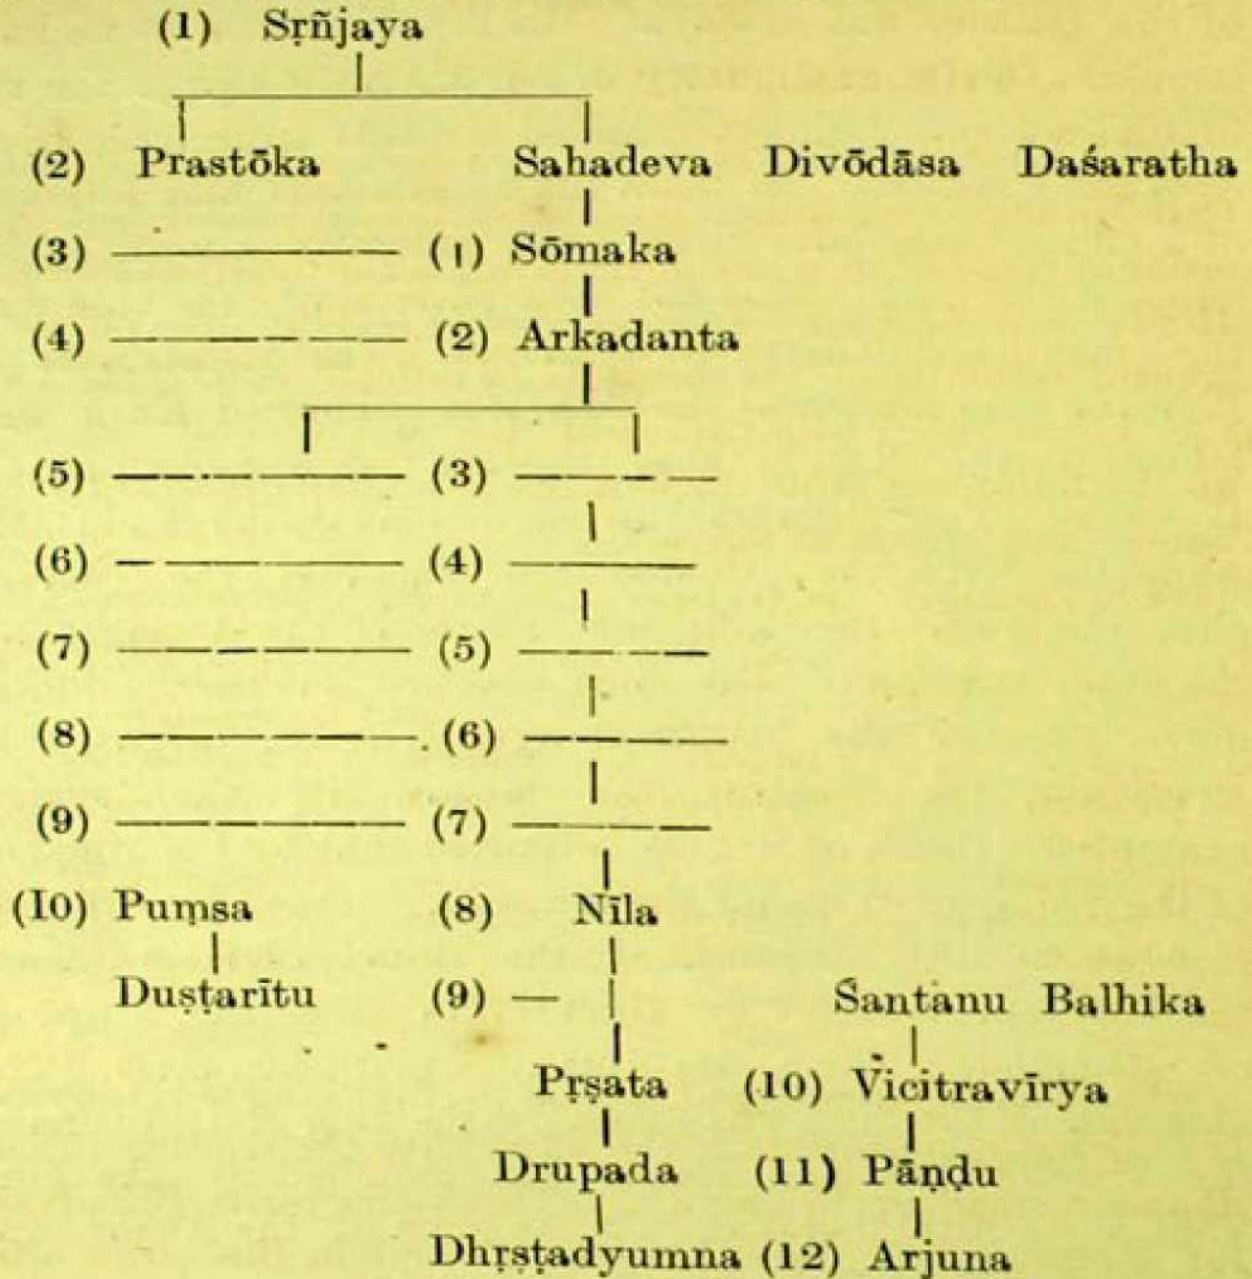 (1) Sṛñjaya
(2) Prastōka Sahadeva Divōdāsa Daśaratha
(3) ———— (1) Sōmaka
(4) ———— (2) Arkadanta
(5) ———— (3) ————
(6) ———— (4) ————
(7) ———— (5) ————
(8) ———— (6) ————
(9) ———— (7) ————
(10) Puṃsa (8) Nīla
Duṣṭarītu (9) — Śantanu Balhika
Pṛṣata (10) Vicitravīrya
Drupada (11) Pāṇḍu
Dhṛṣṭadyumna (12) Arjuna